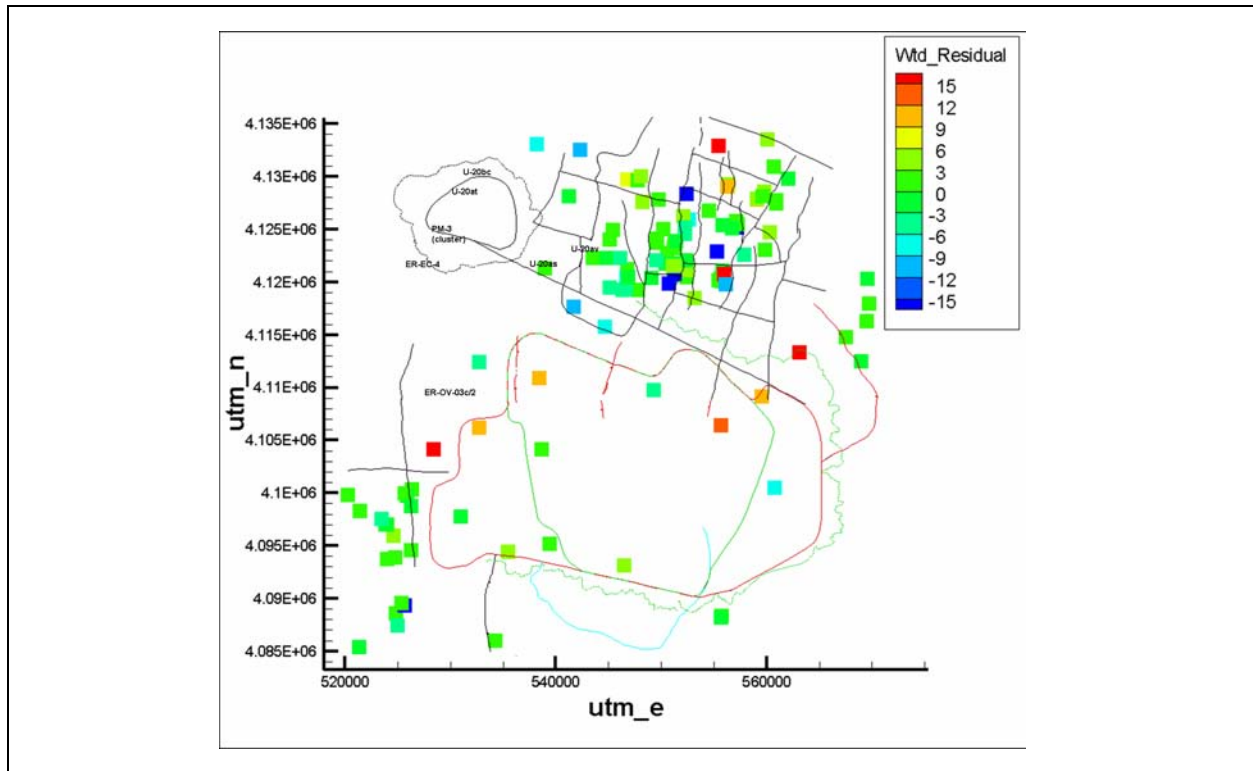 Wtd_Residual
15
12
9
6
3
0
-3
-6
-9
-12
-15
4.135E+06
4.13E+06
4.125E+06
4.12E+06
4.115E+06
4.11E+06
4.105E+06
4.1E+06
4.095E+06
4.09E+06
4.085E+06
utm_n
U-20bc
U-20at
PM-3
(cluster)
ER-EC-4
U-20av
U-20as
ER-OV-03c/2
520000
540000
560000
utm_e